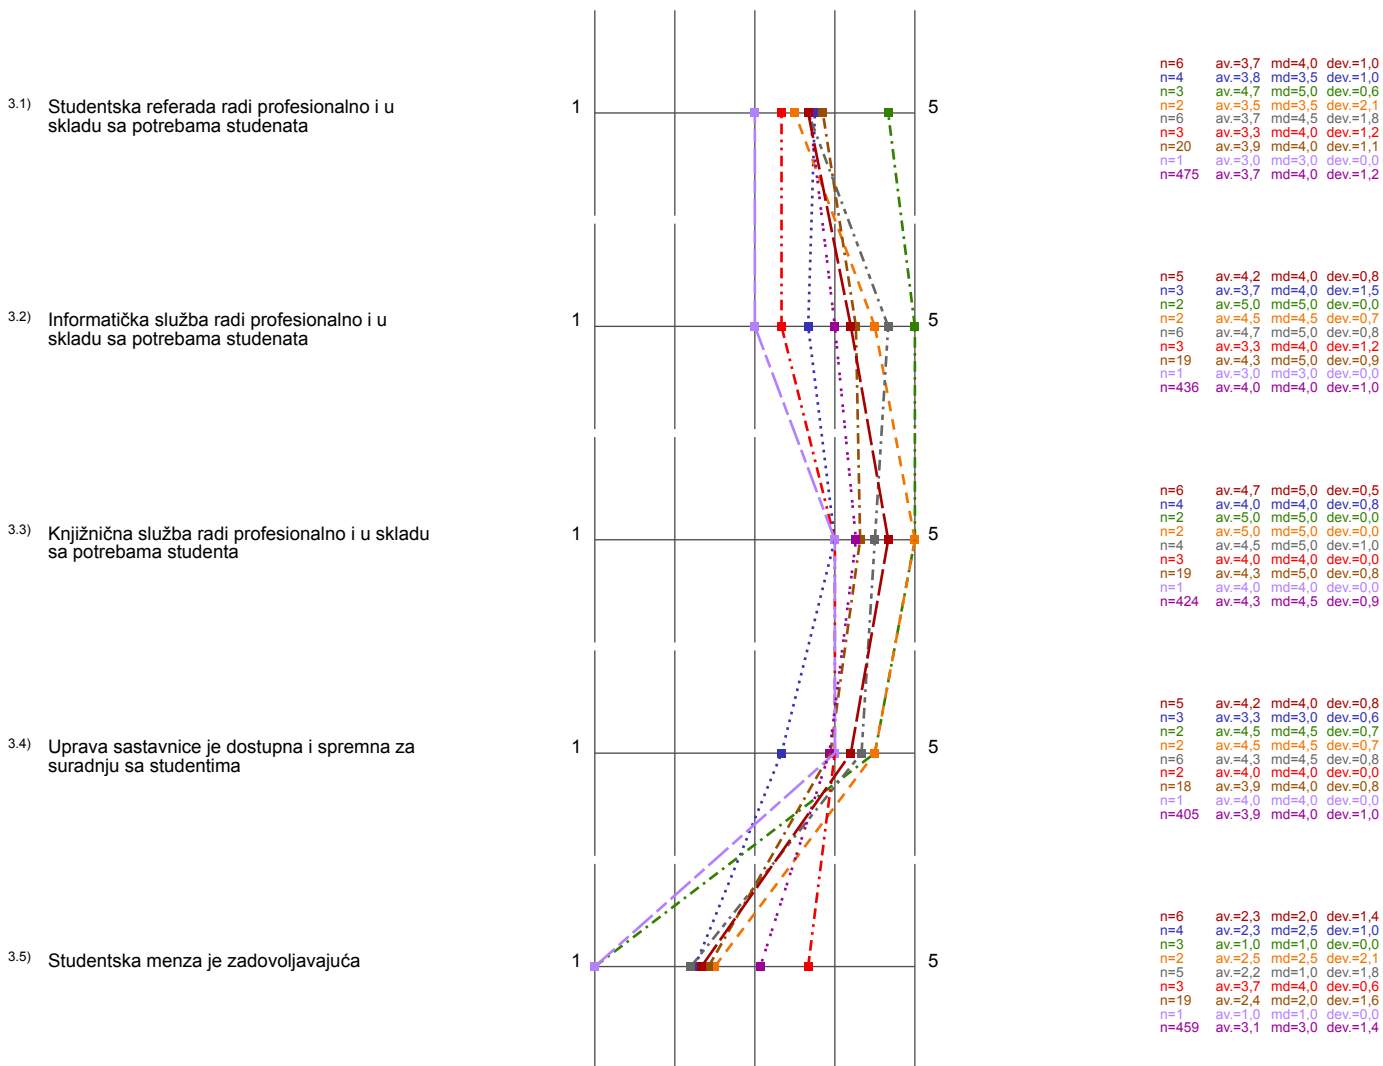 3.1) Studentska referada radi profesionalno i u
skladu sa potrebama studenata
1 5
n=6 av.=3,7 md=4,0 dev.=1,0
n=4 av.=3,8 md=3,5 dev.=1,0
n=3 av.=4,7 md=5,0 dev.=0,6
n=2 av.=3,5 md=3,5 dev.=2,1
n=6 av.=3,7 md=4,5 dev.=1,8
n=3 av.=3,3 md=4,0 dev.=1,2
n=20 av.=3,9 md=4,0 dev.=1,1
n=1 av.=3,0 md=3,0 dev.=0,0
n=475 av.=3,7 md=4,0 dev.=1,2
3.2) Informatička služba radi profesionalno i u
skladu sa potrebama studenata
1 5
n=5 av.=4,2 md=4,0 dev.=0,8
n=3 av.=3,7 md=4,0 dev.=1,5
n=2 av.=5,0 md=5,0 dev.=0,0
n=2 av.=4,5 md=4,5 dev.=0,7
n=6 av.=4,7 md=5,0 dev.=0,8
n=3 av.=3,3 md=4,0 dev.=1,2
n=19 av.=4,3 md=5,0 dev.=0,9
n=1 av.=3,0 md=3,0 dev.=0,0
n=436 av.=4,0 md=4,0 dev.=1,0
3.3) Knjižnična služba radi profesionalno i u skladu
sa potrebama studenta
1 5
n=6 av.=4,7 md=5,0 dev.=0,5
n=4 av.=4,0 md=4,0 dev.=0,8
n=2 av.=5,0 md=5,0 dev.=0,0
n=2 av.=5,0 md=5,0 dev.=0,0
n=4 av.=4,5 md=5,0 dev.=1,0
n=3 av.=4,0 md=4,0 dev.=0,0
n=19 av.=4,3 md=5,0 dev.=0,8
n=1 av.=4,0 md=4,0 dev.=0,0
n=424 av.=4,3 md=4,5 dev.=0,9
3.4) Uprava sastavnice je dostupna i spremna za
suradnju sa studentima
1 5
n=5 av.=4,2 md=4,0 dev.=0,8
n=3 av.=3,3 md=3,0 dev.=0,6
n=2 av.=4,5 md=4,5 dev.=0,7
n=2 av.=4,5 md=4,5 dev.=0,7
n=6 av.=4,3 md=4,5 dev.=0,8
n=2 av.=4,0 md=4,0 dev.=0,0
n=18 av.=3,9 md=4,0 dev.=0,8
n=1 av.=4,0 md=4,0 dev.=0,0
n=405 av.=3,9 md=4,0 dev.=1,0
3.5) Studentska menza je zadovoljavajuća
1 5
n=6 av.=2,3 md=2,0 dev.=1,4
n=4 av.=2,3 md=2,5 dev.=1,0
n=3 av.=1,0 md=1,0 dev.=0,0
n=2 av.=2,5 md=2,5 dev.=2,1
n=5 av.=2,2 md=1,0 dev.=1,8
n=3 av.=3,7 md=4,0 dev.=0,6
n=19 av.=2,4 md=2,0 dev.=1,6
n=1 av.=1,0 md=1,0 dev.=0,0
n=459 av.=3,1 md=3,0 dev.=1,4